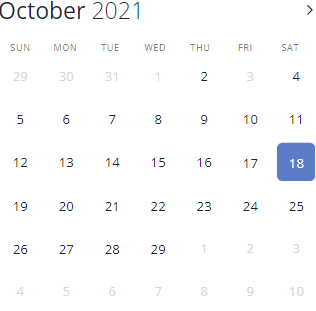 October 2021
SUN MON TUE WED THU FRI SAT
29 30 31 1 2 3 4
5 6 7 8 9 10 11
12 13 14 15 16 17 18
19 20 21 22 23 24 25
26 27 28 29 1 2 3
4 5 6 7 8 9 10